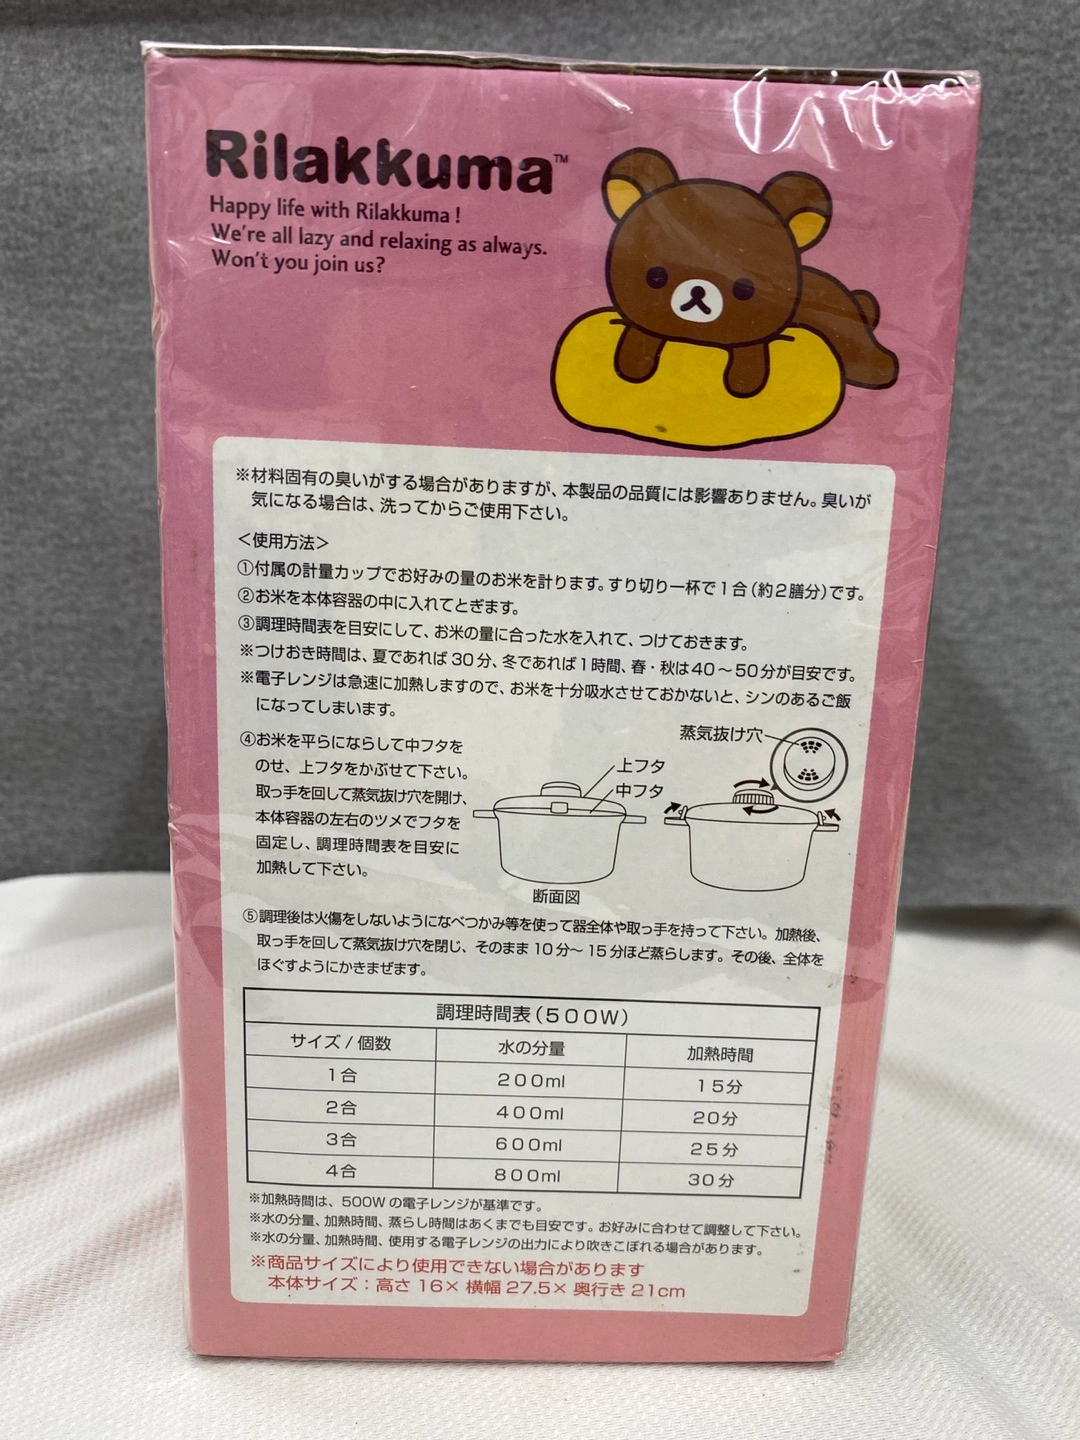 Rilakkuma™
Happy life with Rilakkuma !
We're all lazy and relaxing as always.
Won't you join us?
※材料固有の臭いがする場合がありますが、本製品の品質には影響ありません。臭いが
気になる場合は、洗ってからご使用下さい。
＜使用方法＞
①付属の計量カップでお好みの量のお米を計ります。すり切り一杯で1合（約2膳分）です。
②お米を本体容器の中に入れてとぎます。
③調理時間表を目安にして、お米の量に合った水を入れて、つけておきます。
※つけおき時間は、夏であれば30分、冬であれば1時間、春・秋は40～50分が目安です。
※電子レンジは急速に加熱しますので、お米を十分吸水させておかないと、シンのあるご飯
になってしまいます。
④お米を平らにならして中フタを
のせ、上フタをかぶせて下さい。
取っ手を回して蒸気抜け穴を開け、
本体容器の左右のツメでフタを
固定し、調理時間表を目安に
加熱して下さい。
蒸気抜け穴
上フタ
中フタ
断面図
⑤調理後は火傷をしないようになべつかみ等を使って器全体や取っ手を持って下さい。加熱後、
取っ手を回して蒸気抜け穴を閉じ、そのまま10分～15分ほど蒸らします。その後、全体を
ほぐすようにかきまぜます。
調理時間表（500W）
サイズ/個数 水の分量 加熱時間
1合 200ml 15分
2合 400ml 20分
3合 600ml 25分
4合 800ml 30分
※加熱時間は、500Wの電子レンジが基準です。
※水の分量、加熱時間、蒸らし時間はあくまでも目安です。お好みに合わせて調整して下さい。
※水の分量、加熱時間、使用する電子レンジの出力により吹きこぼれる場合があります。
※商品サイズにより使用できない場合があります
本体サイズ：高さ16×横幅27.5×奥行き21cm